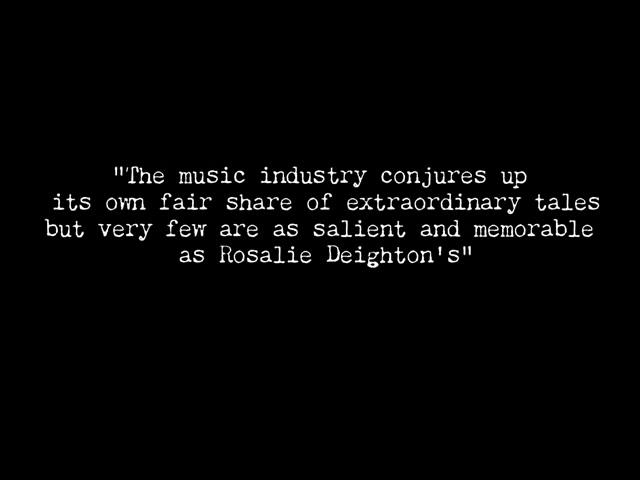 "The music industry conjures up
its own fair share of extraordinary tales
but very few are as salient and memorable
as Rosalie Deighton's"